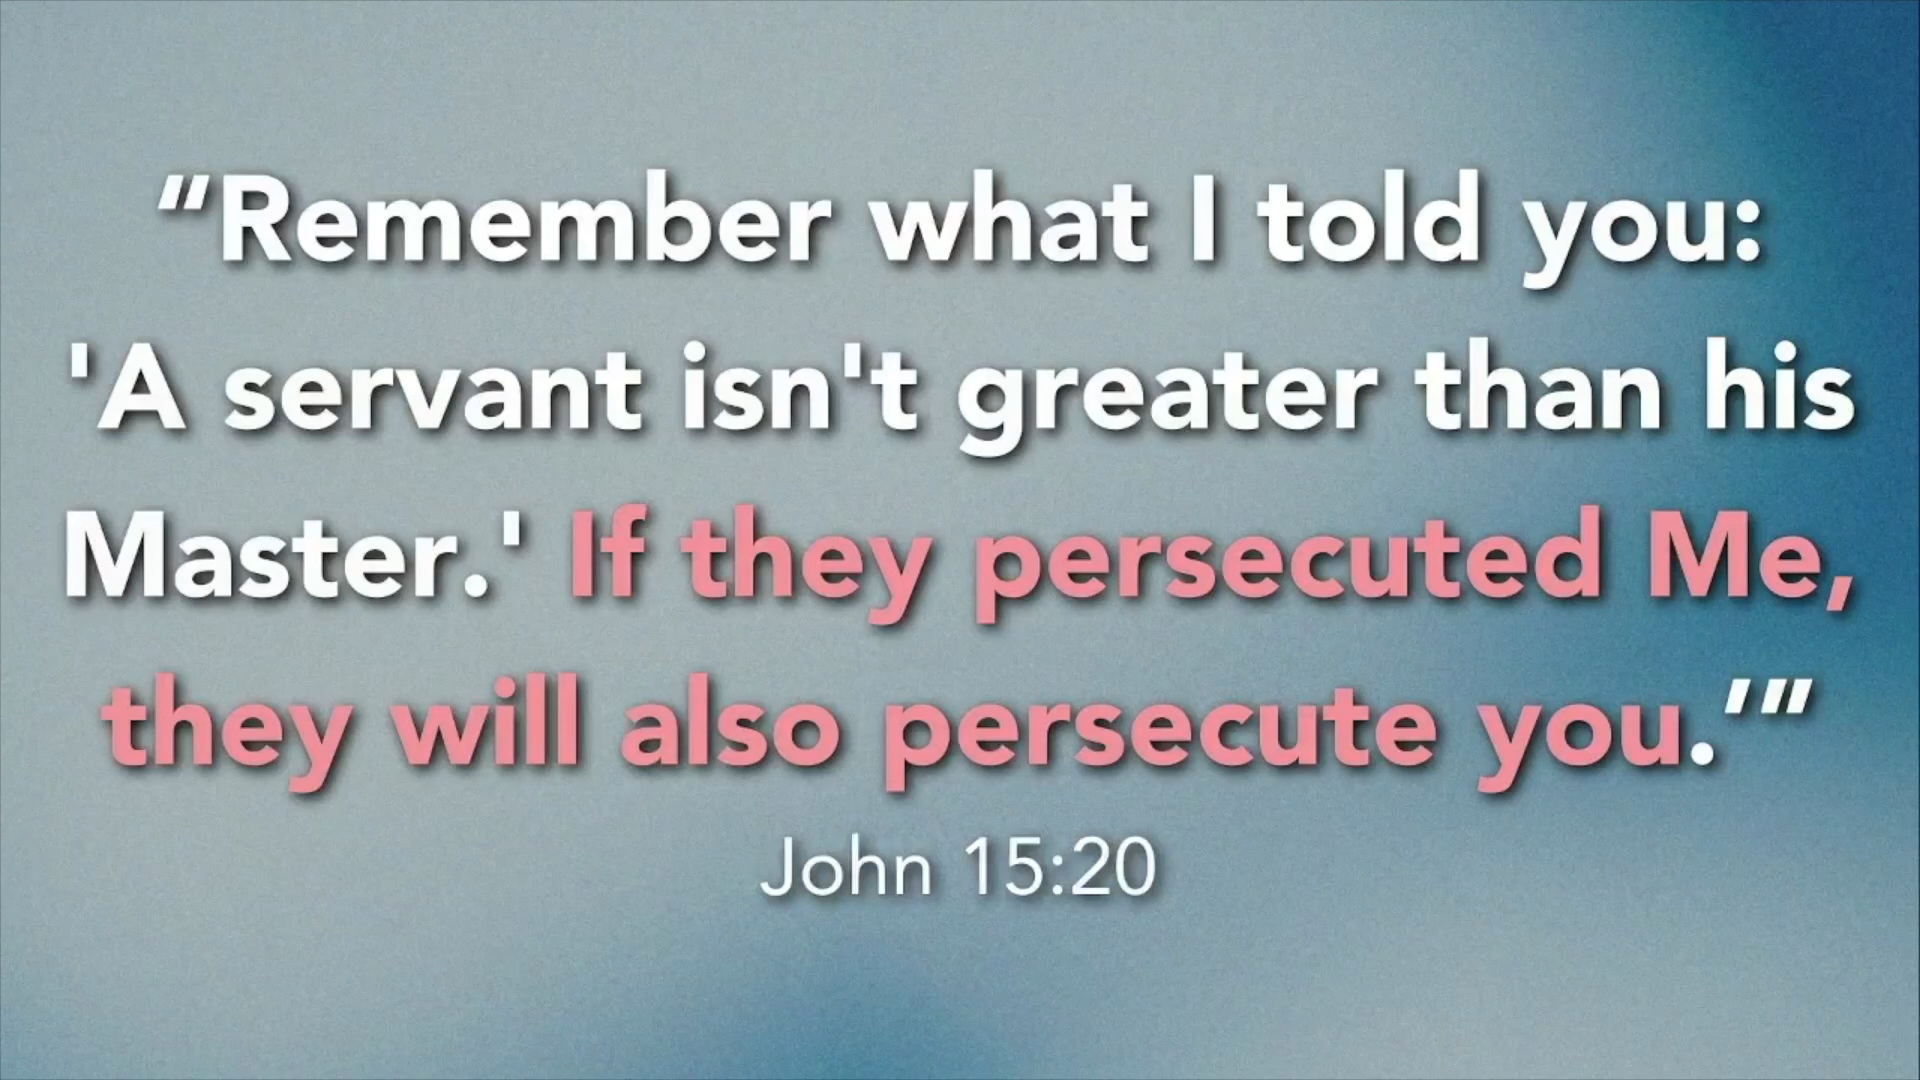 “Remember what I told you:
'A servant isn't greater than his
Master.' If they persecuted Me,
they will also persecute you.’”
John 15:20